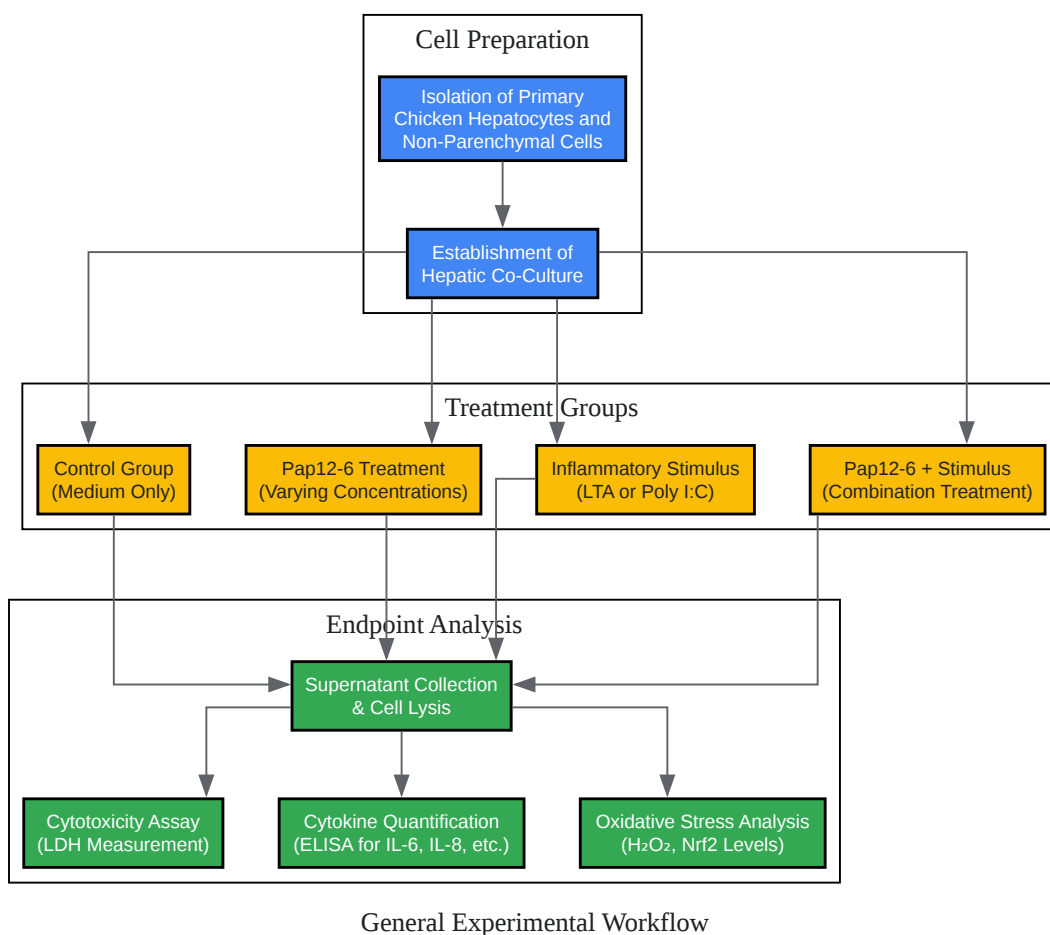 Cell Preparation
Isolation of Primary
Chicken Hepatocytes and
Non-Parenchymal Cells
Establishment of
Hepatic Co-Culture
Treatment Groups
Control Group
(Medium Only)
Pap12-6 Treatment
(Varying Concentrations)
Inflammatory Stimulus
(LTA or Poly I:C)
Pap12-6 + Stimulus
(Combination Treatment)
Endpoint Analysis
Supernatant Collection
& Cell Lysis
Cytotoxicity Assay
(LDH Measurement)
Cytokine Quantification
(ELISA for IL-6, IL-8, etc.)
Oxidative Stress Analysis
(H₂O₂, Nrf2 Levels)
General Experimental Workflow